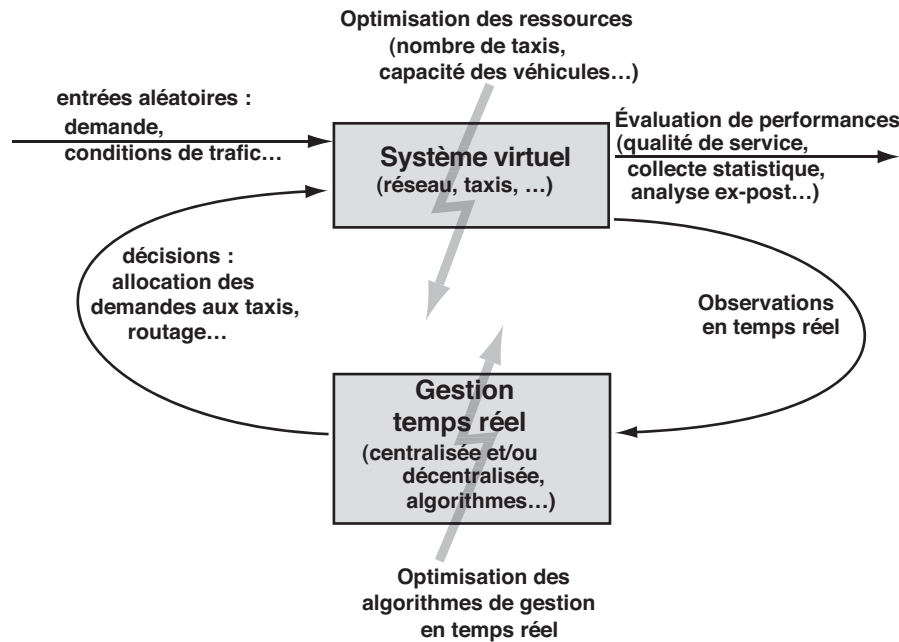 Optimisation des ressources
(nombre de taxis,
capacité des véhicules…)
entrées aléatoires :
demande,
conditions de trafic…
Système virtuel
(réseau, taxis, …)
Évaluation de performances
(qualité de service,
collecte statistique,
analyse ex-post…)
décisions :
allocation des
demandes aux taxis,
routage…
Observations
en temps réel
Gestion
temps réel
(centralisée et/ou
décentralisée,
algorithmes…)
Optimisation des
algorithmes de gestion
en temps réel